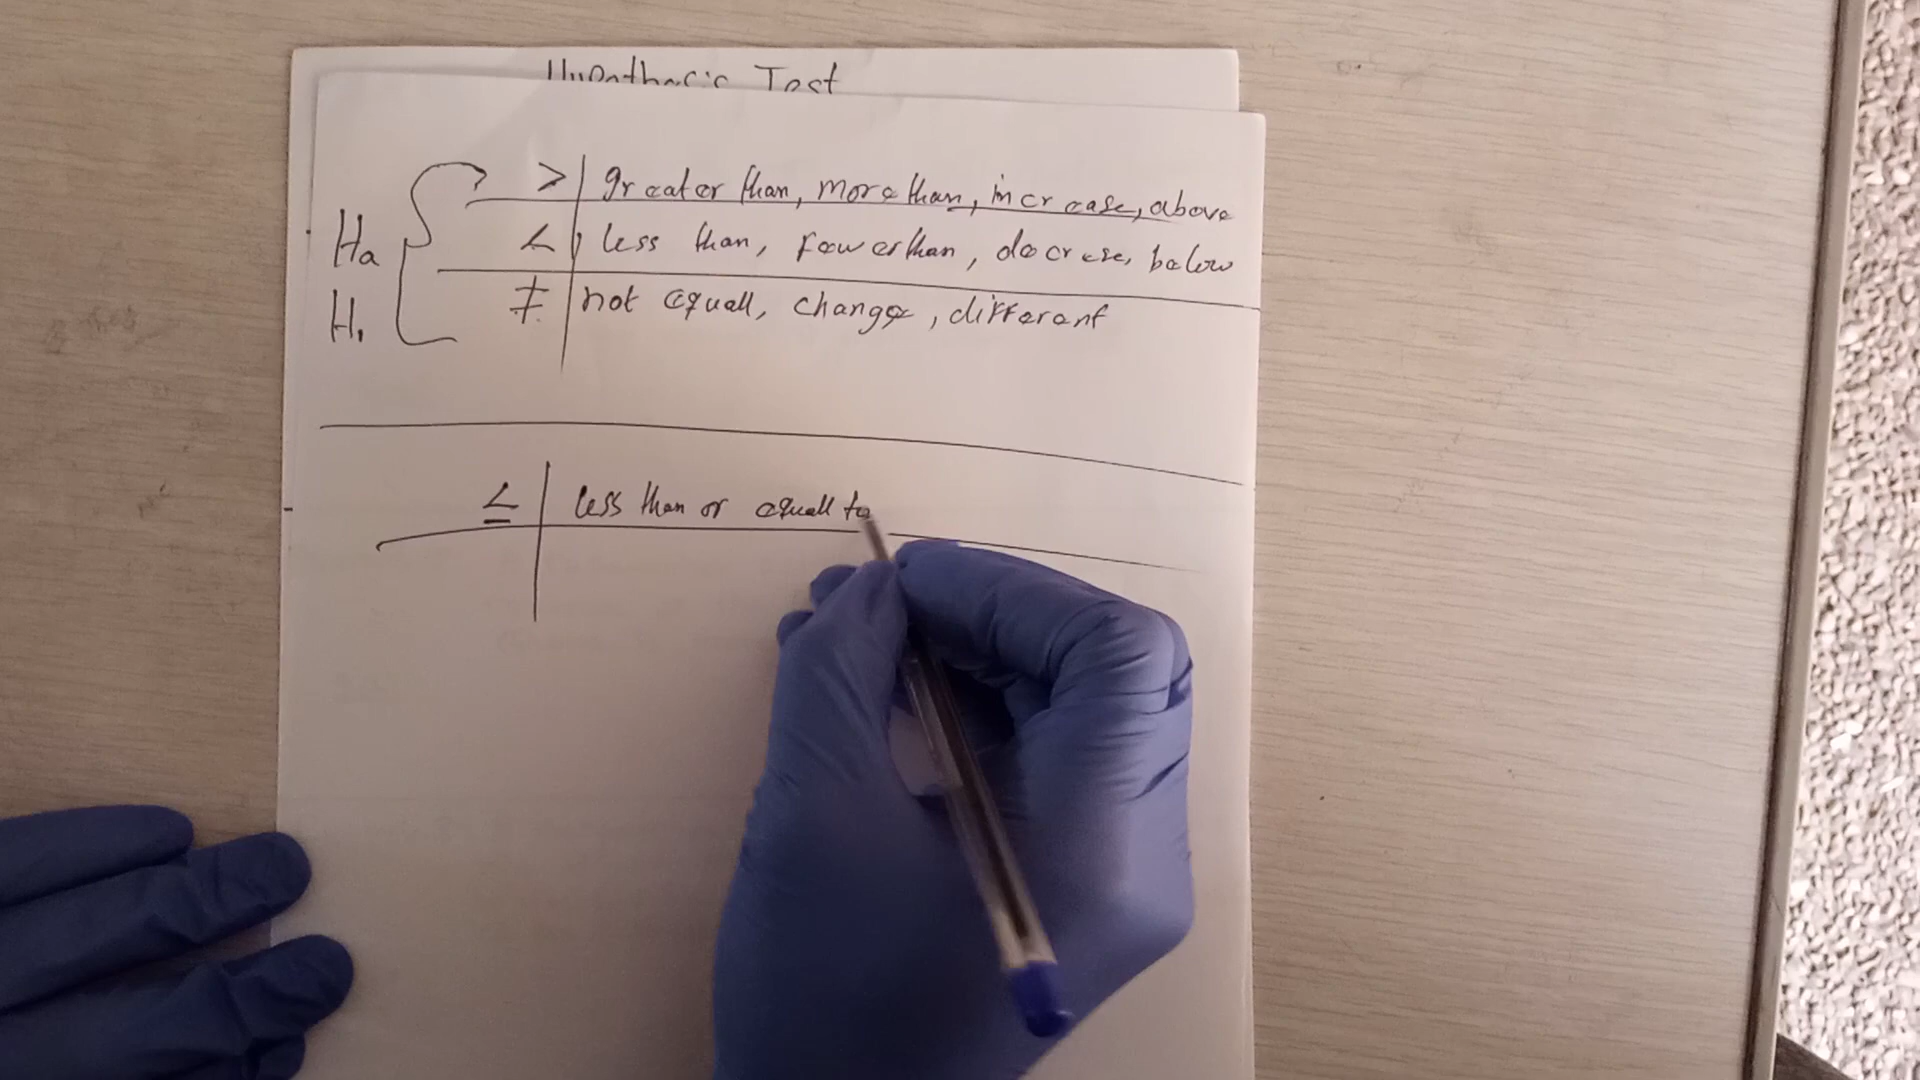 Hypothesis Test
> greater than, more than, increase, above
Ha < less than, fewer than, decrese, below
H₁ ≠ not equall, change, different
≤ less than or equall to